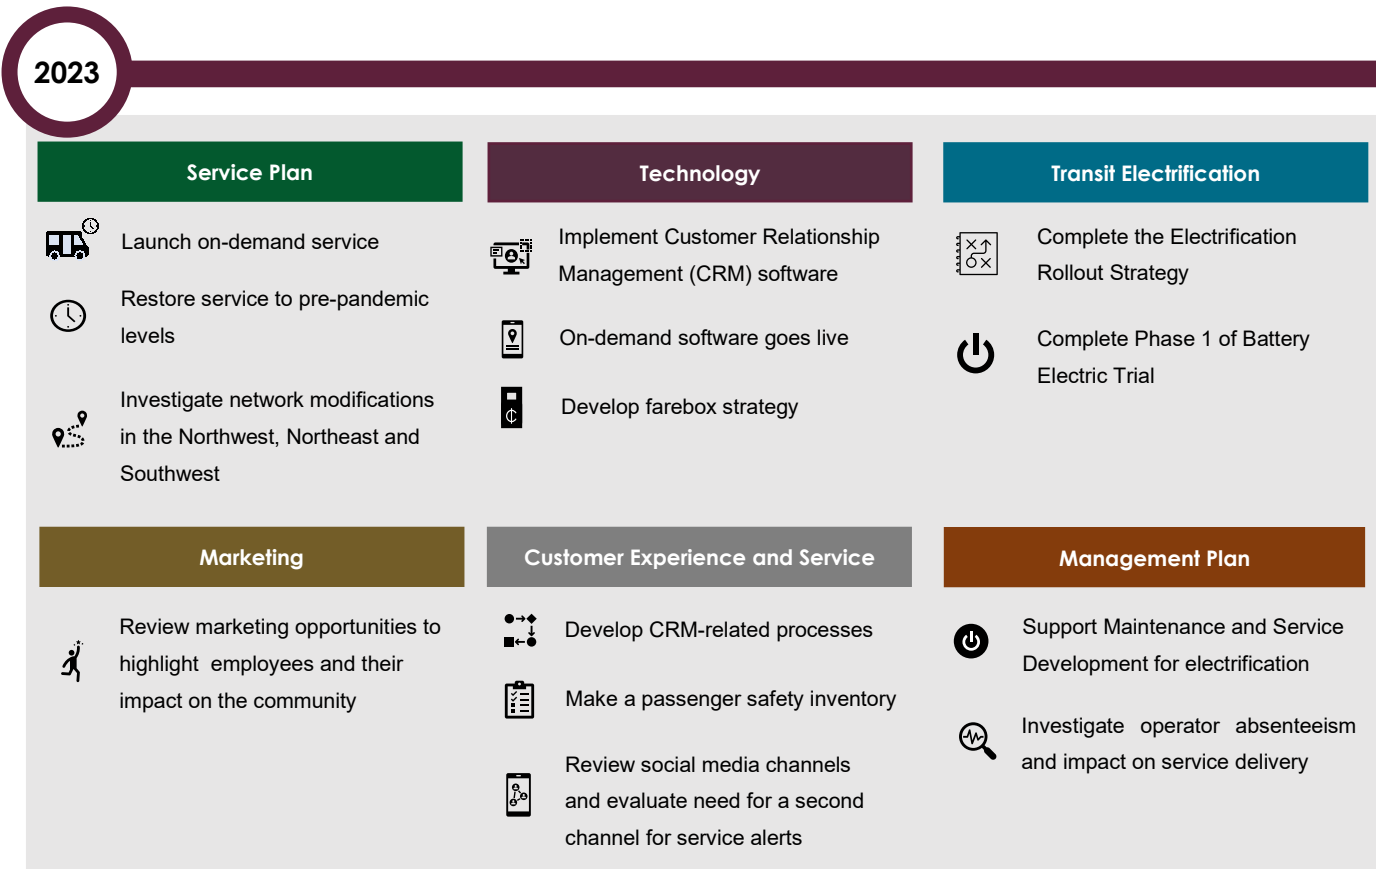 2023
Service Plan
Launch on-demand service
Restore service to pre-pandemic
levels
Investigate network modifications
in the Northwest, Northeast and
Southwest
Technology
Implement Customer Relationship
Management (CRM) software
On-demand software goes live
Develop farebox strategy
Transit Electrification
Complete the Electrification
Rollout Strategy
Complete Phase 1 of Battery
Electric Trial
Marketing
Review marketing opportunities to
highlight employees and their
impact on the community
Customer Experience and Service
Develop CRM-related processes
Make a passenger safety inventory
Review social media channels
and evaluate need for a second
channel for service alerts
Management Plan
Support Maintenance and Service
Development for electrification
Investigate operator absenteeism
and impact on service delivery